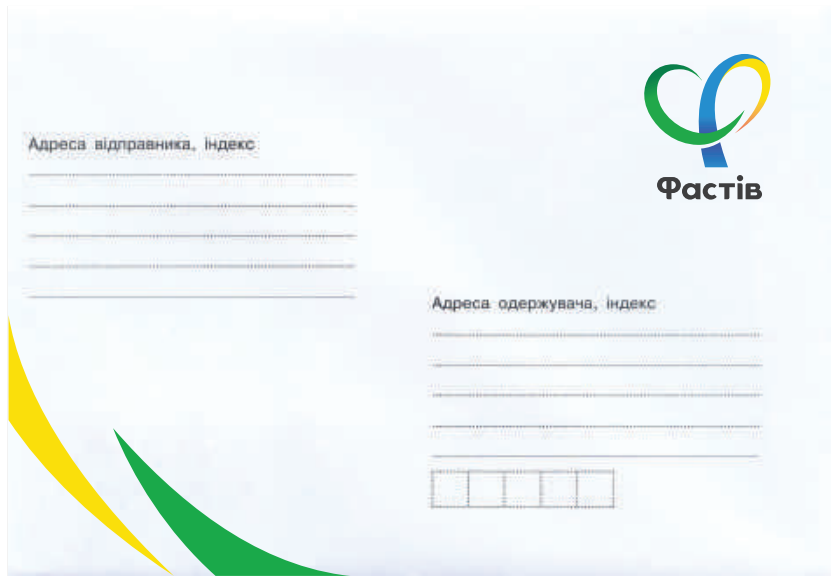 Фастів
Адреса відправника, індекс
Адреса одержувача, індекс